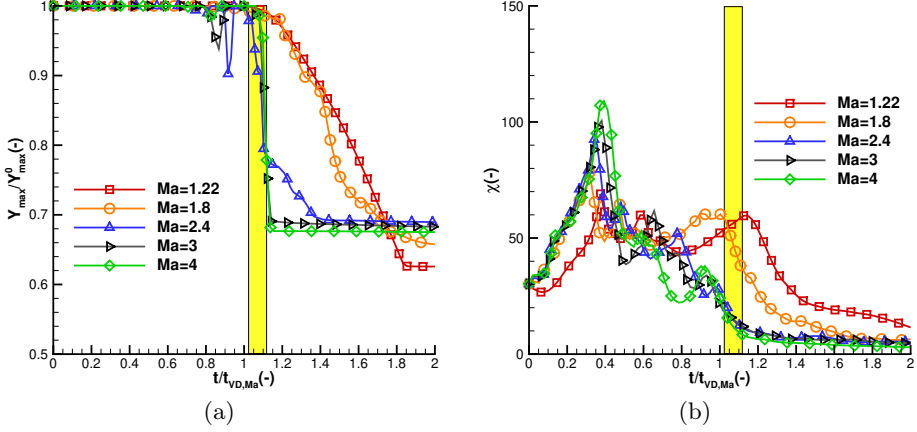 1
0.9
0.8
0.7
0.6
0.5
Y_max/Y^0_max(-)
Ma=1.22
Ma=1.8
Ma=2.4
Ma=3
Ma=4
0 0.2 0.4 0.6 0.8 1 1.2 1.4 1.6 1.8 2
t/t_VD,Ma(-)
(a)
150
100
50
0
χ(-)
Ma=1.22
Ma=1.8
Ma=2.4
Ma=3
Ma=4
0 0.2 0.4 0.6 0.8 1 1.2 1.4 1.6 1.8 2
t/t_VD,Ma(-)
(b)